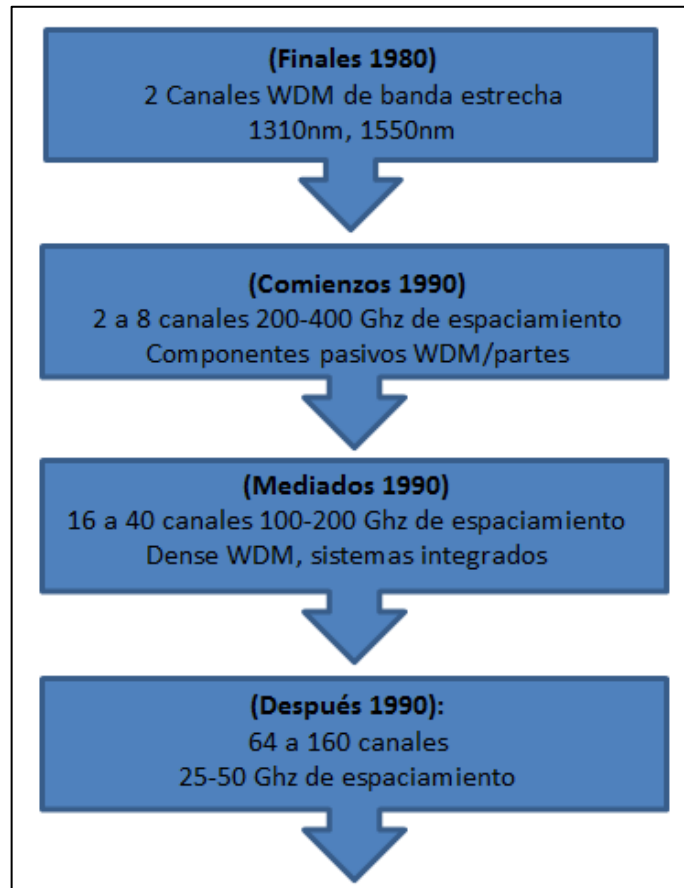 (Finales 1980)
2 Canales WDM de banda estrecha
1310nm, 1550nm
(Comienzos 1990)
2 a 8 canales 200-400 Ghz de espaciamiento
Componentes pasivos WDM/partes
(Mediados 1990)
16 a 40 canales 100-200 Ghz de espaciamiento
Dense WDM, sistemas integrados
(Después 1990):
64 a 160 canales
25-50 Ghz de espaciamiento